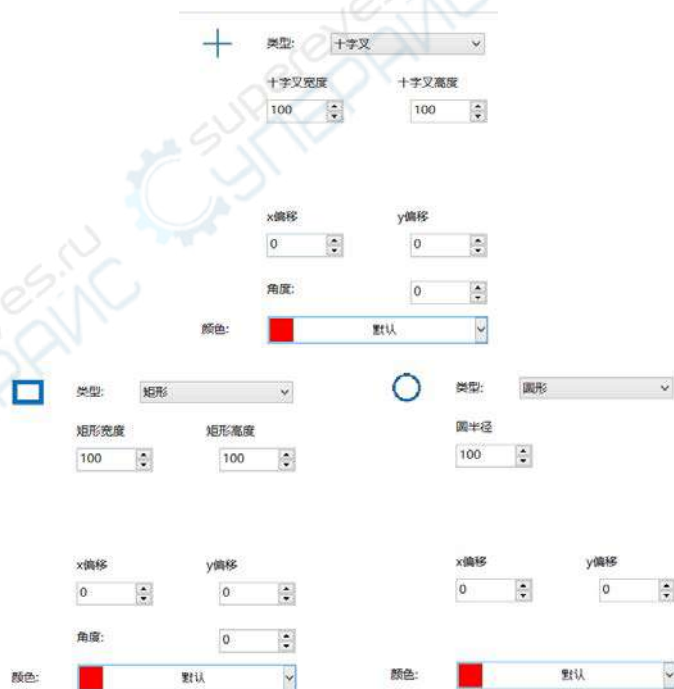 supereyes.ru
СУПЕРАЙС
类型: 十字叉
十字叉宽度 十字叉高度
100 100
x偏移 y偏移
0 0
角度: 0
颜色: 默认
类型: 矩形
矩形宽度 矩形高度
100 100
x偏移 y偏移
0 0
角度: 0
颜色: 默认
类型: 圆形
圆半径
100
x偏移 y偏移
0 0
颜色: 默认